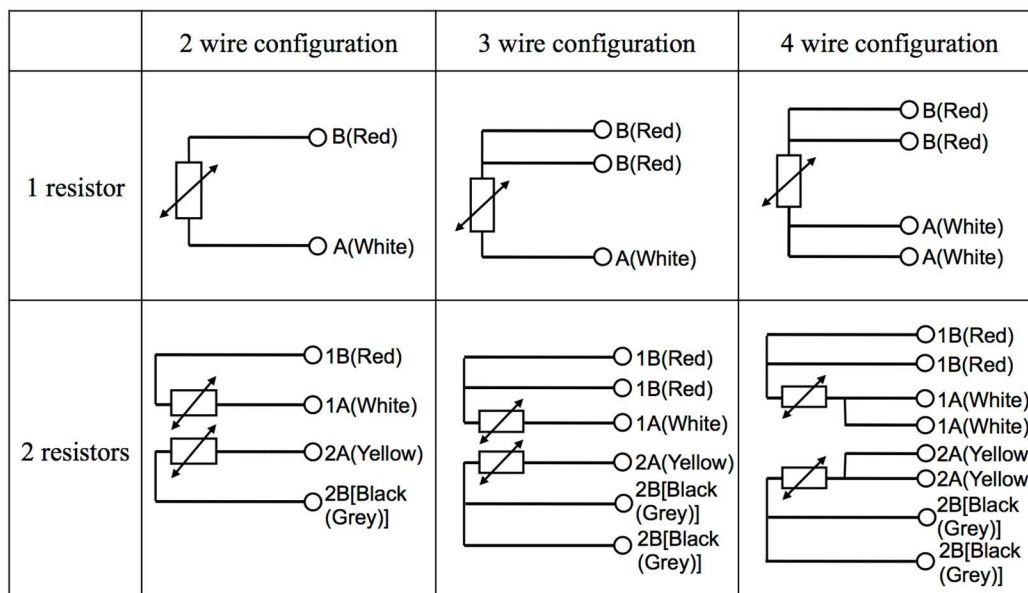 2 wire configuration
3 wire configuration
4 wire configuration
1 resistor
B(Red)
A(White)
B(Red)
B(Red)
A(White)
B(Red)
B(Red)
A(White)
A(White)
2 resistors
1B(Red)
1A(White)
2A(Yellow)
2B[Black
(Grey)]
1B(Red)
1B(Red)
1A(White)
2A(Yellow)
2B[Black
(Grey)]
2B[Black
(Grey)]
1B(Red)
1B(Red)
1A(White)
1A(White)
2A(Yellow
2A(Yellow
2B[Black
(Grey)]
2B[Black
(Grey)]